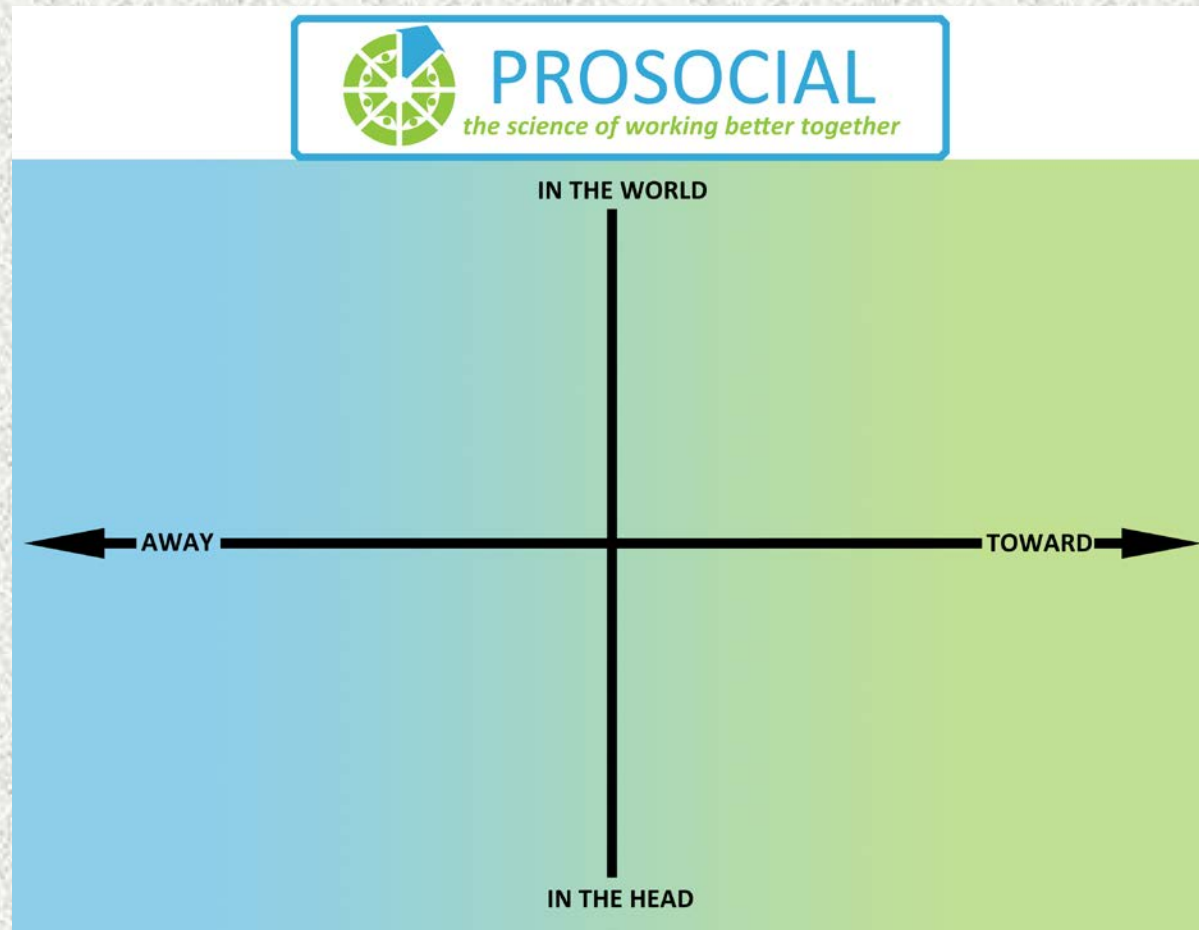 PROSOCIAL
the science of working better together
IN THE WORLD
AWAY
TOWARD
IN THE HEAD